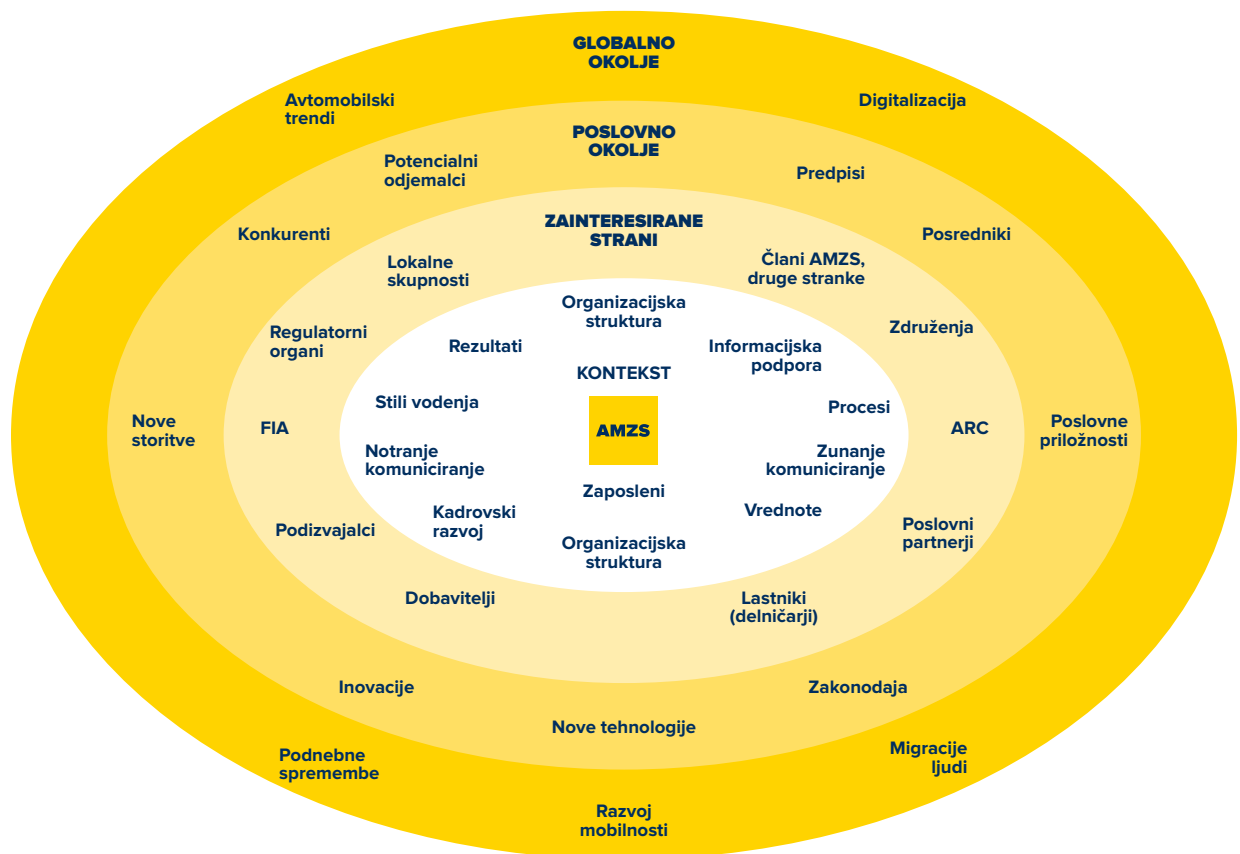 GLOBALNO
OKOLJE
Avtomobilski
trendi
Digitalizacija
POSLOVNO
OKOLJE
Potencialni
odjemalci
Predpisi
Konkurenti
Posredniki
ZAINTERESIRANE
STRANI
Lokalne
skupnosti
Člani AMZS,
druge stranke
Regulatorni
organi
Združenja
Organizacijska
struktura
Rezultati
Informacijska
podpora
KONTEKST
Stili vodenja
Procesi
Nove
storitve
FIA
AMZS
ARC
Poslovne
priložnosti
Notranje
komuniciranje
Zunanje
komuniciranje
Zaposleni
Kadrovski
razvoj
Vrednote
Podizvajalci
Poslovni
partnerji
Organizacijska
struktura
Dobavitelji
Lastniki
(delničarji)
Inovacije
Zakonodaja
Nove tehnologije
Podnebne
spremembe
Migracije
ljudi
Razvoj
mobilnosti